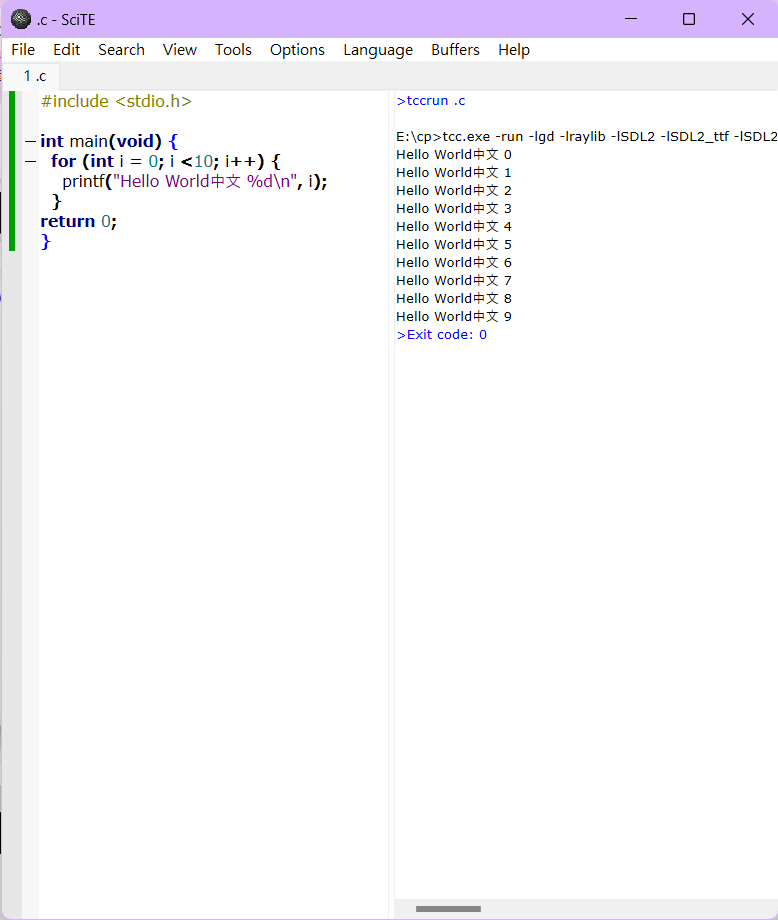 .c - SciTE
File Edit Search View Tools Options Language Buffers Help
1 .c
#include <stdio.h>
int main(void) {
for (int i = 0; i <10; i++) {
printf("Hello World中文 %d\n", i);
}
return 0;
}
>tccrun .c
E:\cp>tcc.exe -run -lgd -lraylib -lSDL2 -lSDL2_ttf -lSDL2
Hello World中文 0
Hello World中文 1
Hello World中文 2
Hello World中文 3
Hello World中文 4
Hello World中文 5
Hello World中文 6
Hello World中文 7
Hello World中文 8
Hello World中文 9
>Exit code: 0